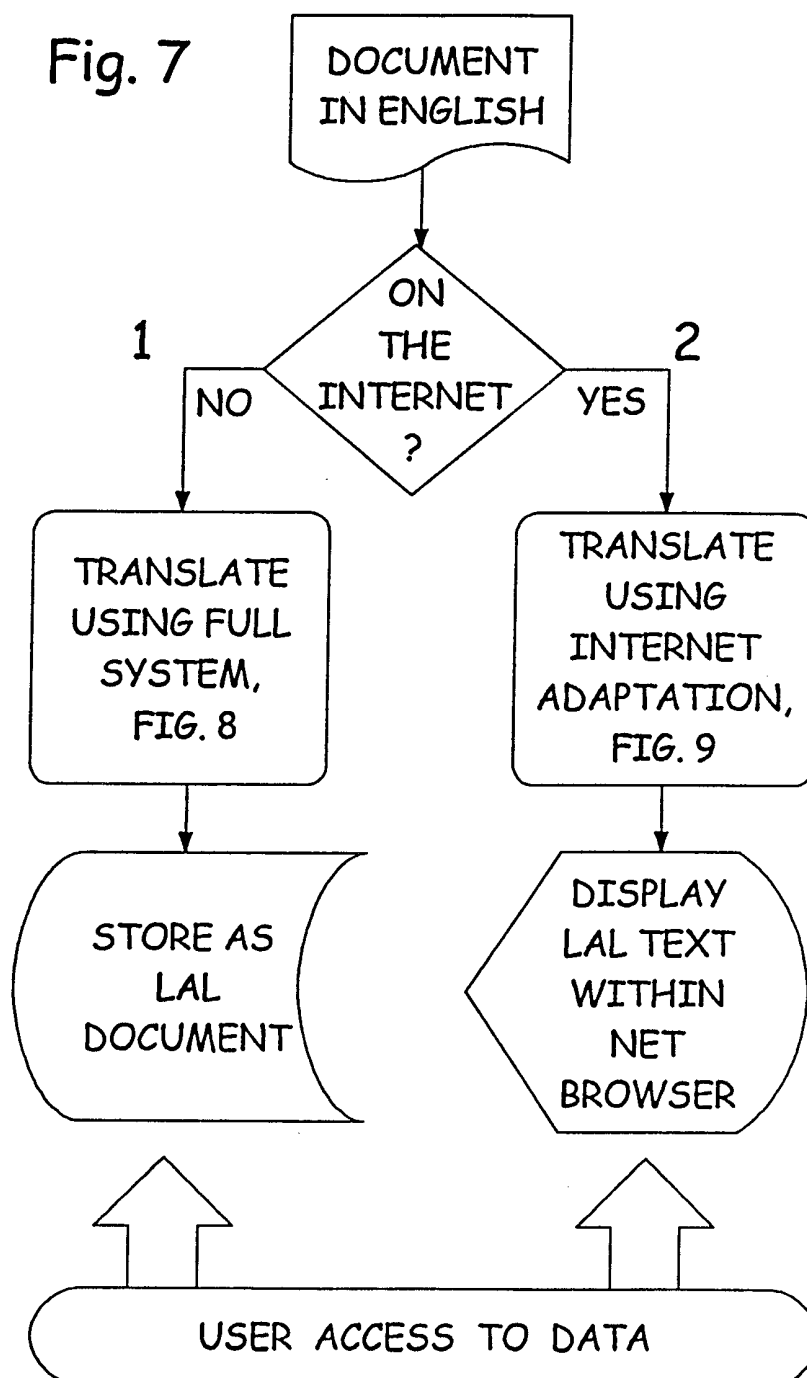 Fig. 7
DOCUMENT
IN ENGLISH
ON
THE
INTERNET
?
1
NO
2
YES
TRANSLATE
USING FULL
SYSTEM,
FIG. 8
TRANSLATE
USING
INTERNET
ADAPTATION,
FIG. 9
STORE AS
LAL
DOCUMENT
DISPLAY
LAL TEXT
WITHIN
NET
BROWSER
USER ACCESS TO DATA